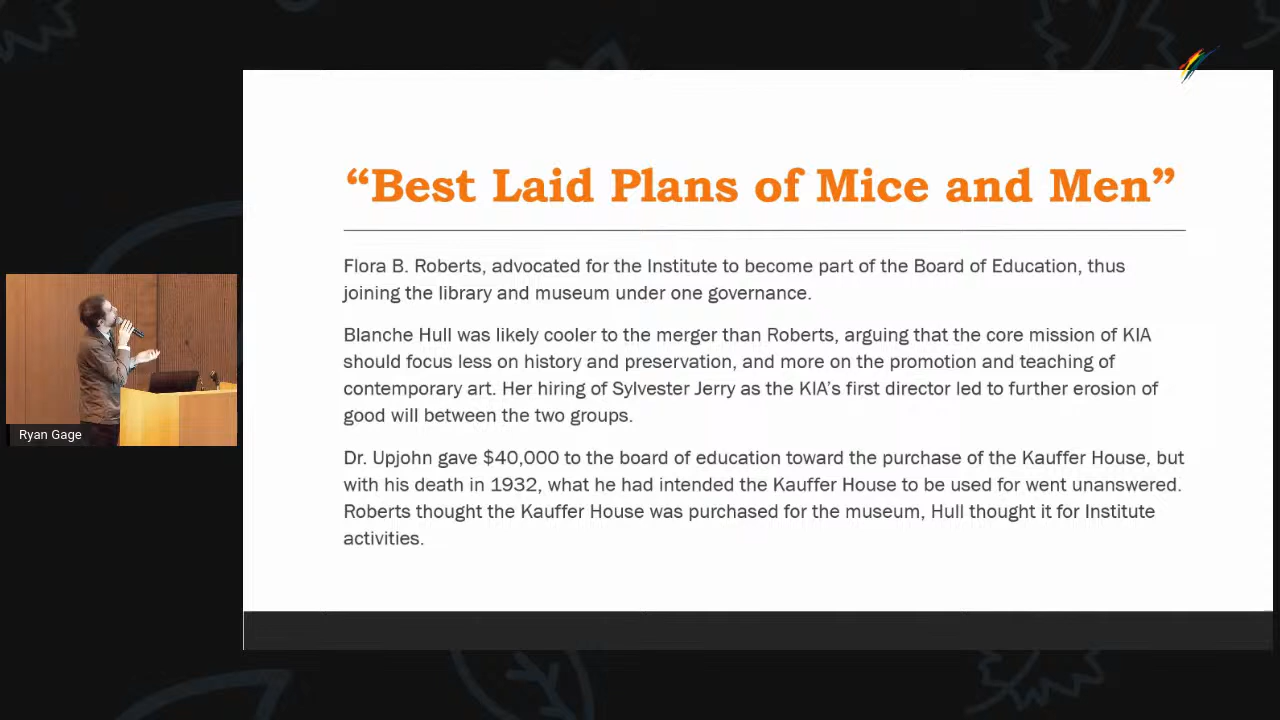 “Best Laid Plans of Mice and Men”
Flora B. Roberts, advocated for the Institute to become part of the Board of Education, thus
joining the library and museum under one governance.
Blanche Hull was likely cooler to the merger than Roberts, arguing that the core mission of KIA
should focus less on history and preservation, and more on the promotion and teaching of
contemporary art. Her hiring of Sylvester Jerry as the KIA’s first director led to further erosion of
good will between the two groups.
Dr. Upjohn gave $40,000 to the board of education toward the purchase of the Kauffer House, but
with his death in 1932, what he had intended the Kauffer House to be used for went unanswered.
Roberts thought the Kauffer House was purchased for the museum, Hull thought it for Institute
activities.
Ryan Gage